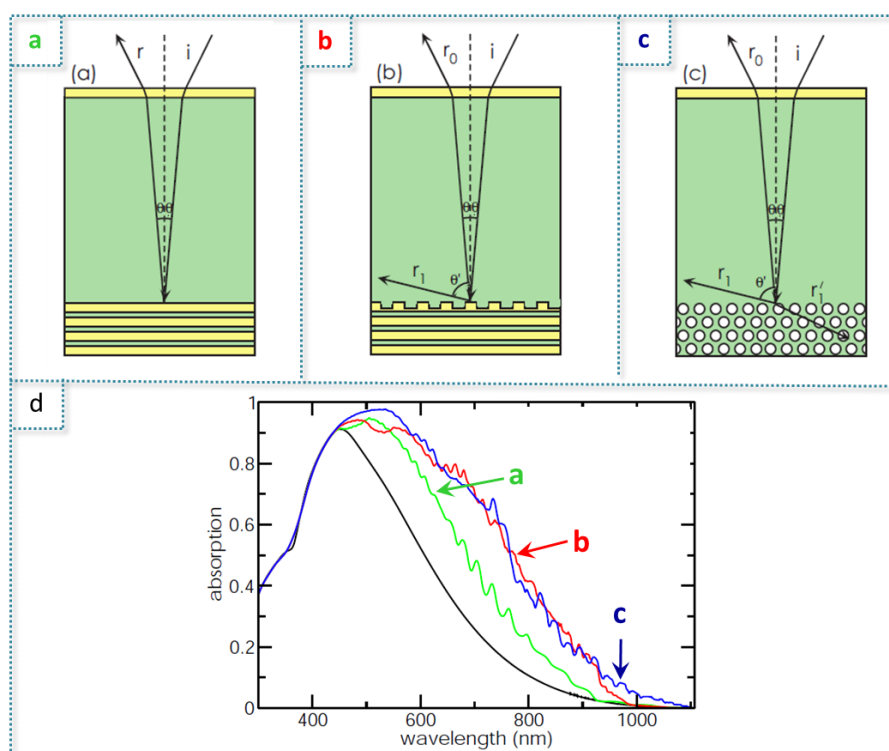 a
b
c
r
i
(a)
θθ
r0
i
(b)
θθ
r1
θ'
r0
i
(c)
θθ
r1
θ'
r1'
d
1
0.8
0.6
0.4
0.2
0
absorption
a
b
c
400
600
800
1000
wavelength (nm)